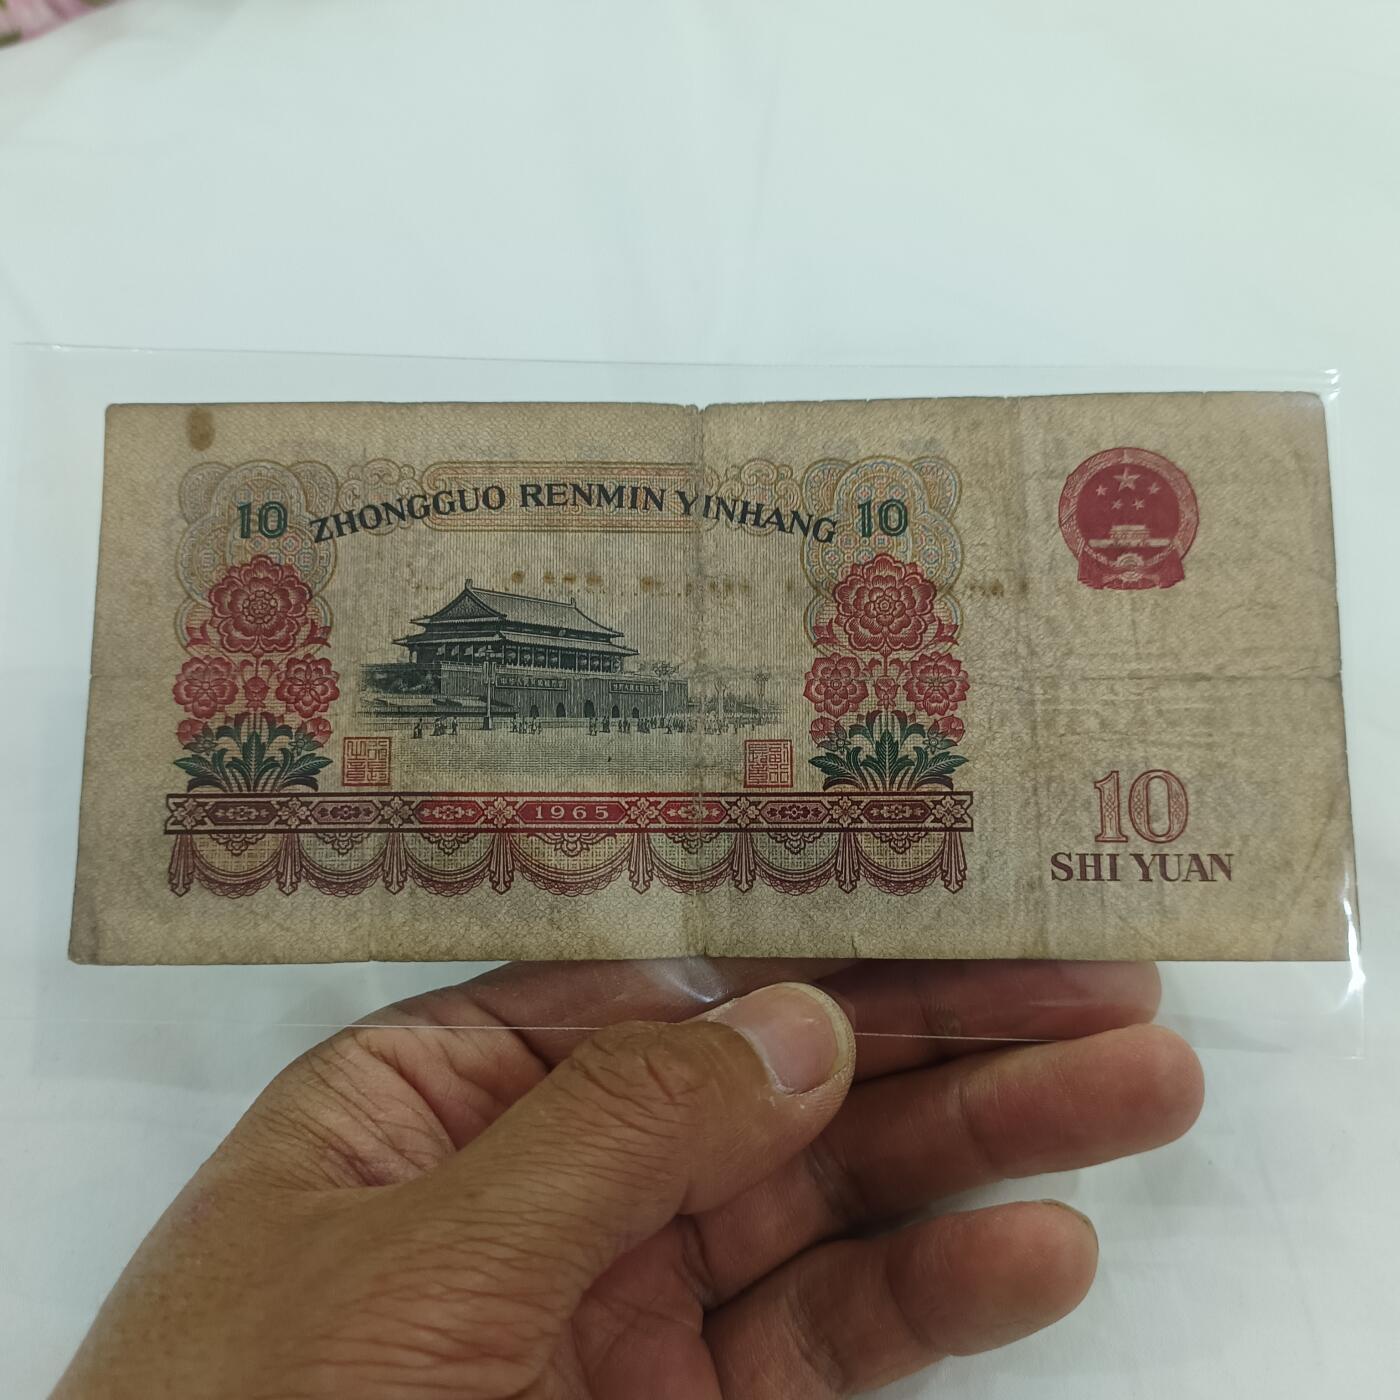 10 ZHONGGUO RENMIN YINHANG 10
1965
10
SHI YUAN